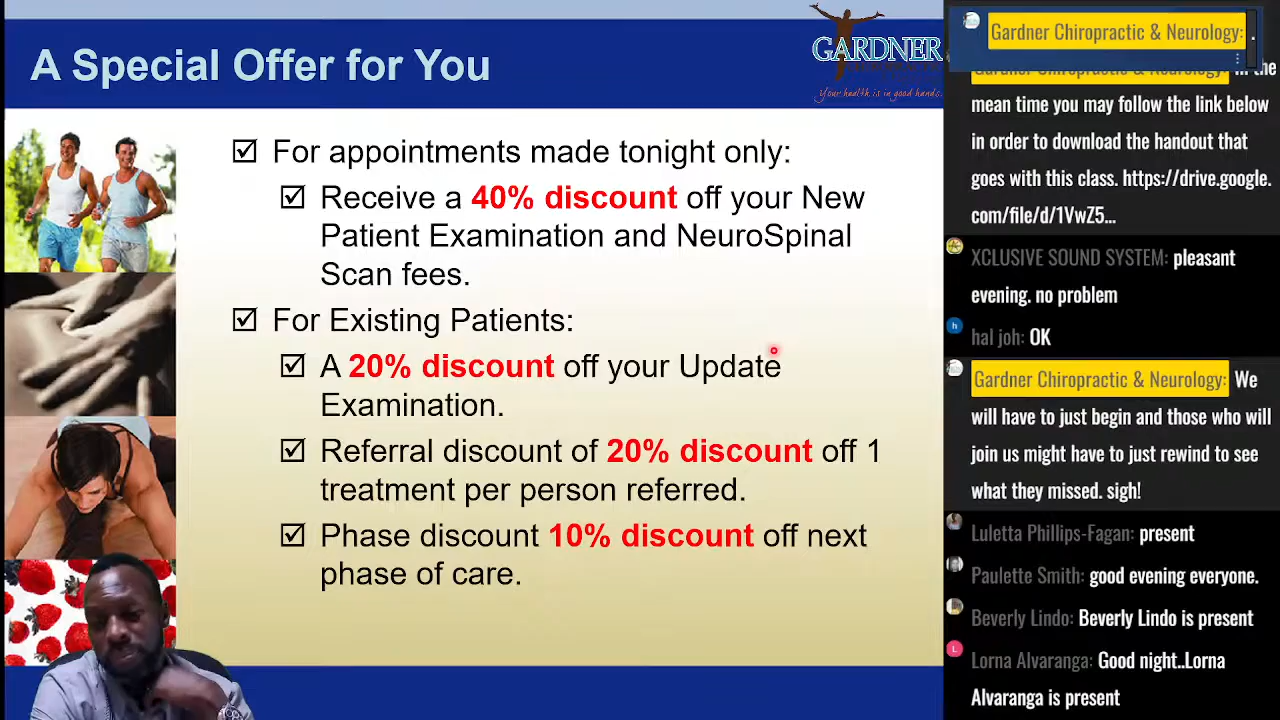 A Special Offer for You
GARDNER
Your health is in good hands.
For appointments made tonight only:
Receive a 40% discount off your New
Patient Examination and NeuroSpinal
Scan fees.
For Existing Patients:
A 20% discount off your Update
Examination.
Referral discount of 20% discount off 1
treatment per person referred.
Phase discount 10% discount off next
phase of care.
Gardner Chiropractic & Neurology: .
Gardner Chiropractic & Neurology: In the
mean time you may follow the link below
in order to download the handout that
goes with this class. https://drive.google.
com/file/d/1VwZ5...
XCLUSIVE SOUND SYSTEM: pleasant
evening. no problem
hal joh: OK
Gardner Chiropractic & Neurology: We
will have to just begin and those who will
join us might have to just rewind to see
what they missed. sigh!
Luletta Phillips-Fagan: present
Paulette Smith: good evening everyone.
Beverly Lindo: Beverly Lindo is present
Lorna Alvaranga: Good night..Lorna
Alvaranga is present